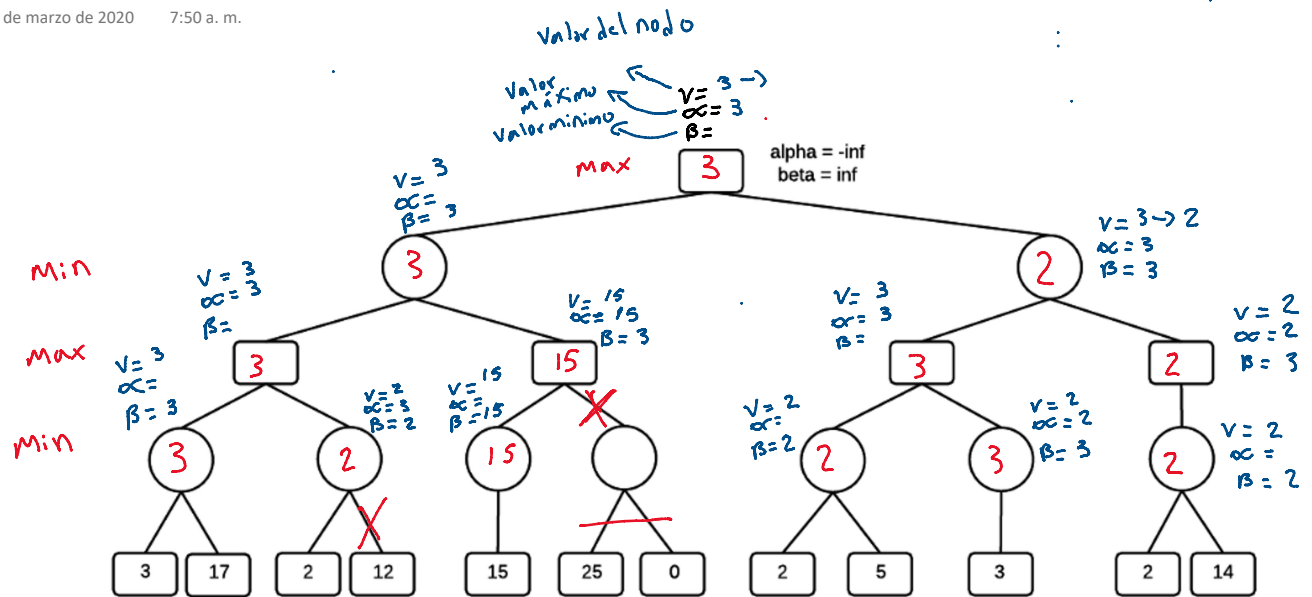 de marzo de 2020 7:50 a. m.
Valor del nodo
Valor máximo
Valor minimo
V= 3 →
α= 3
β=
max
3
alpha = -inf
beta = inf
V= 3
α=
β= 3
V= 3→2
α= 3
β= 3
Min
3
2
V= 3
α= 3
β=
V= 15
α= 15
β= 3
V= 3
α= 3
β=
V= 2
α= 2
β= 3
Max
3
15
3
2
V= 3
α=
β= 3
V= 2
α= 3
β= 2
V= 15
α=
β= 15
V= 2
α=
β= 2
V= 2
α= 2
β= 3
V= 2
α=
β= 2
Min
3
2
15
2
3
2
3 17 2 12 15 25 0 2 5 3 2 14